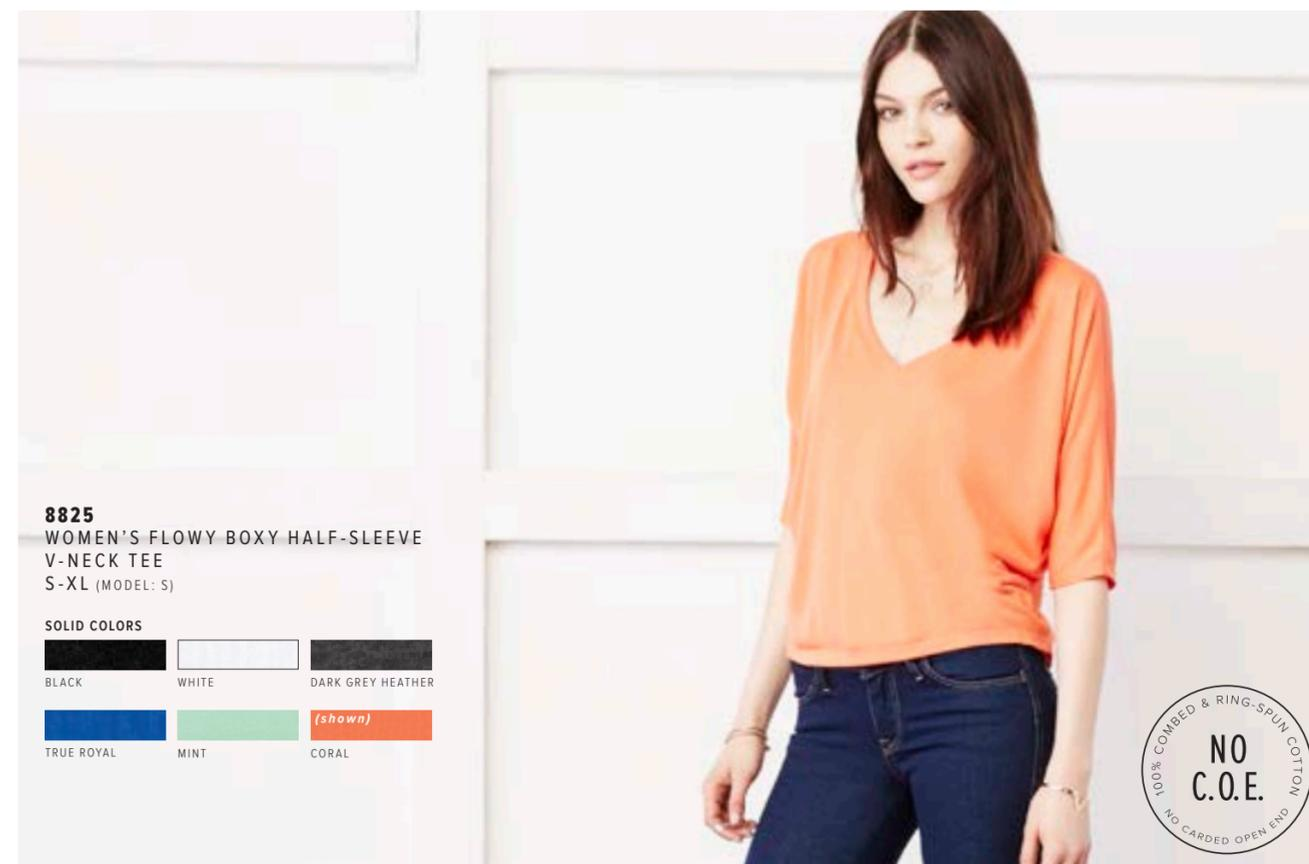 8825
WOMEN'S FLOWY BOXY HALF-SLEEVE
V-NECK TEE
S-XL (MODEL: S)
SOLID COLORS
BLACK
WHITE
DARK GREY HEATHER
(shown)
TRUE ROYAL
MINT
CORAL
100% COMBED & RING-SPUN COTTON
NO
C.O.E.
NO CARDED OPEN END